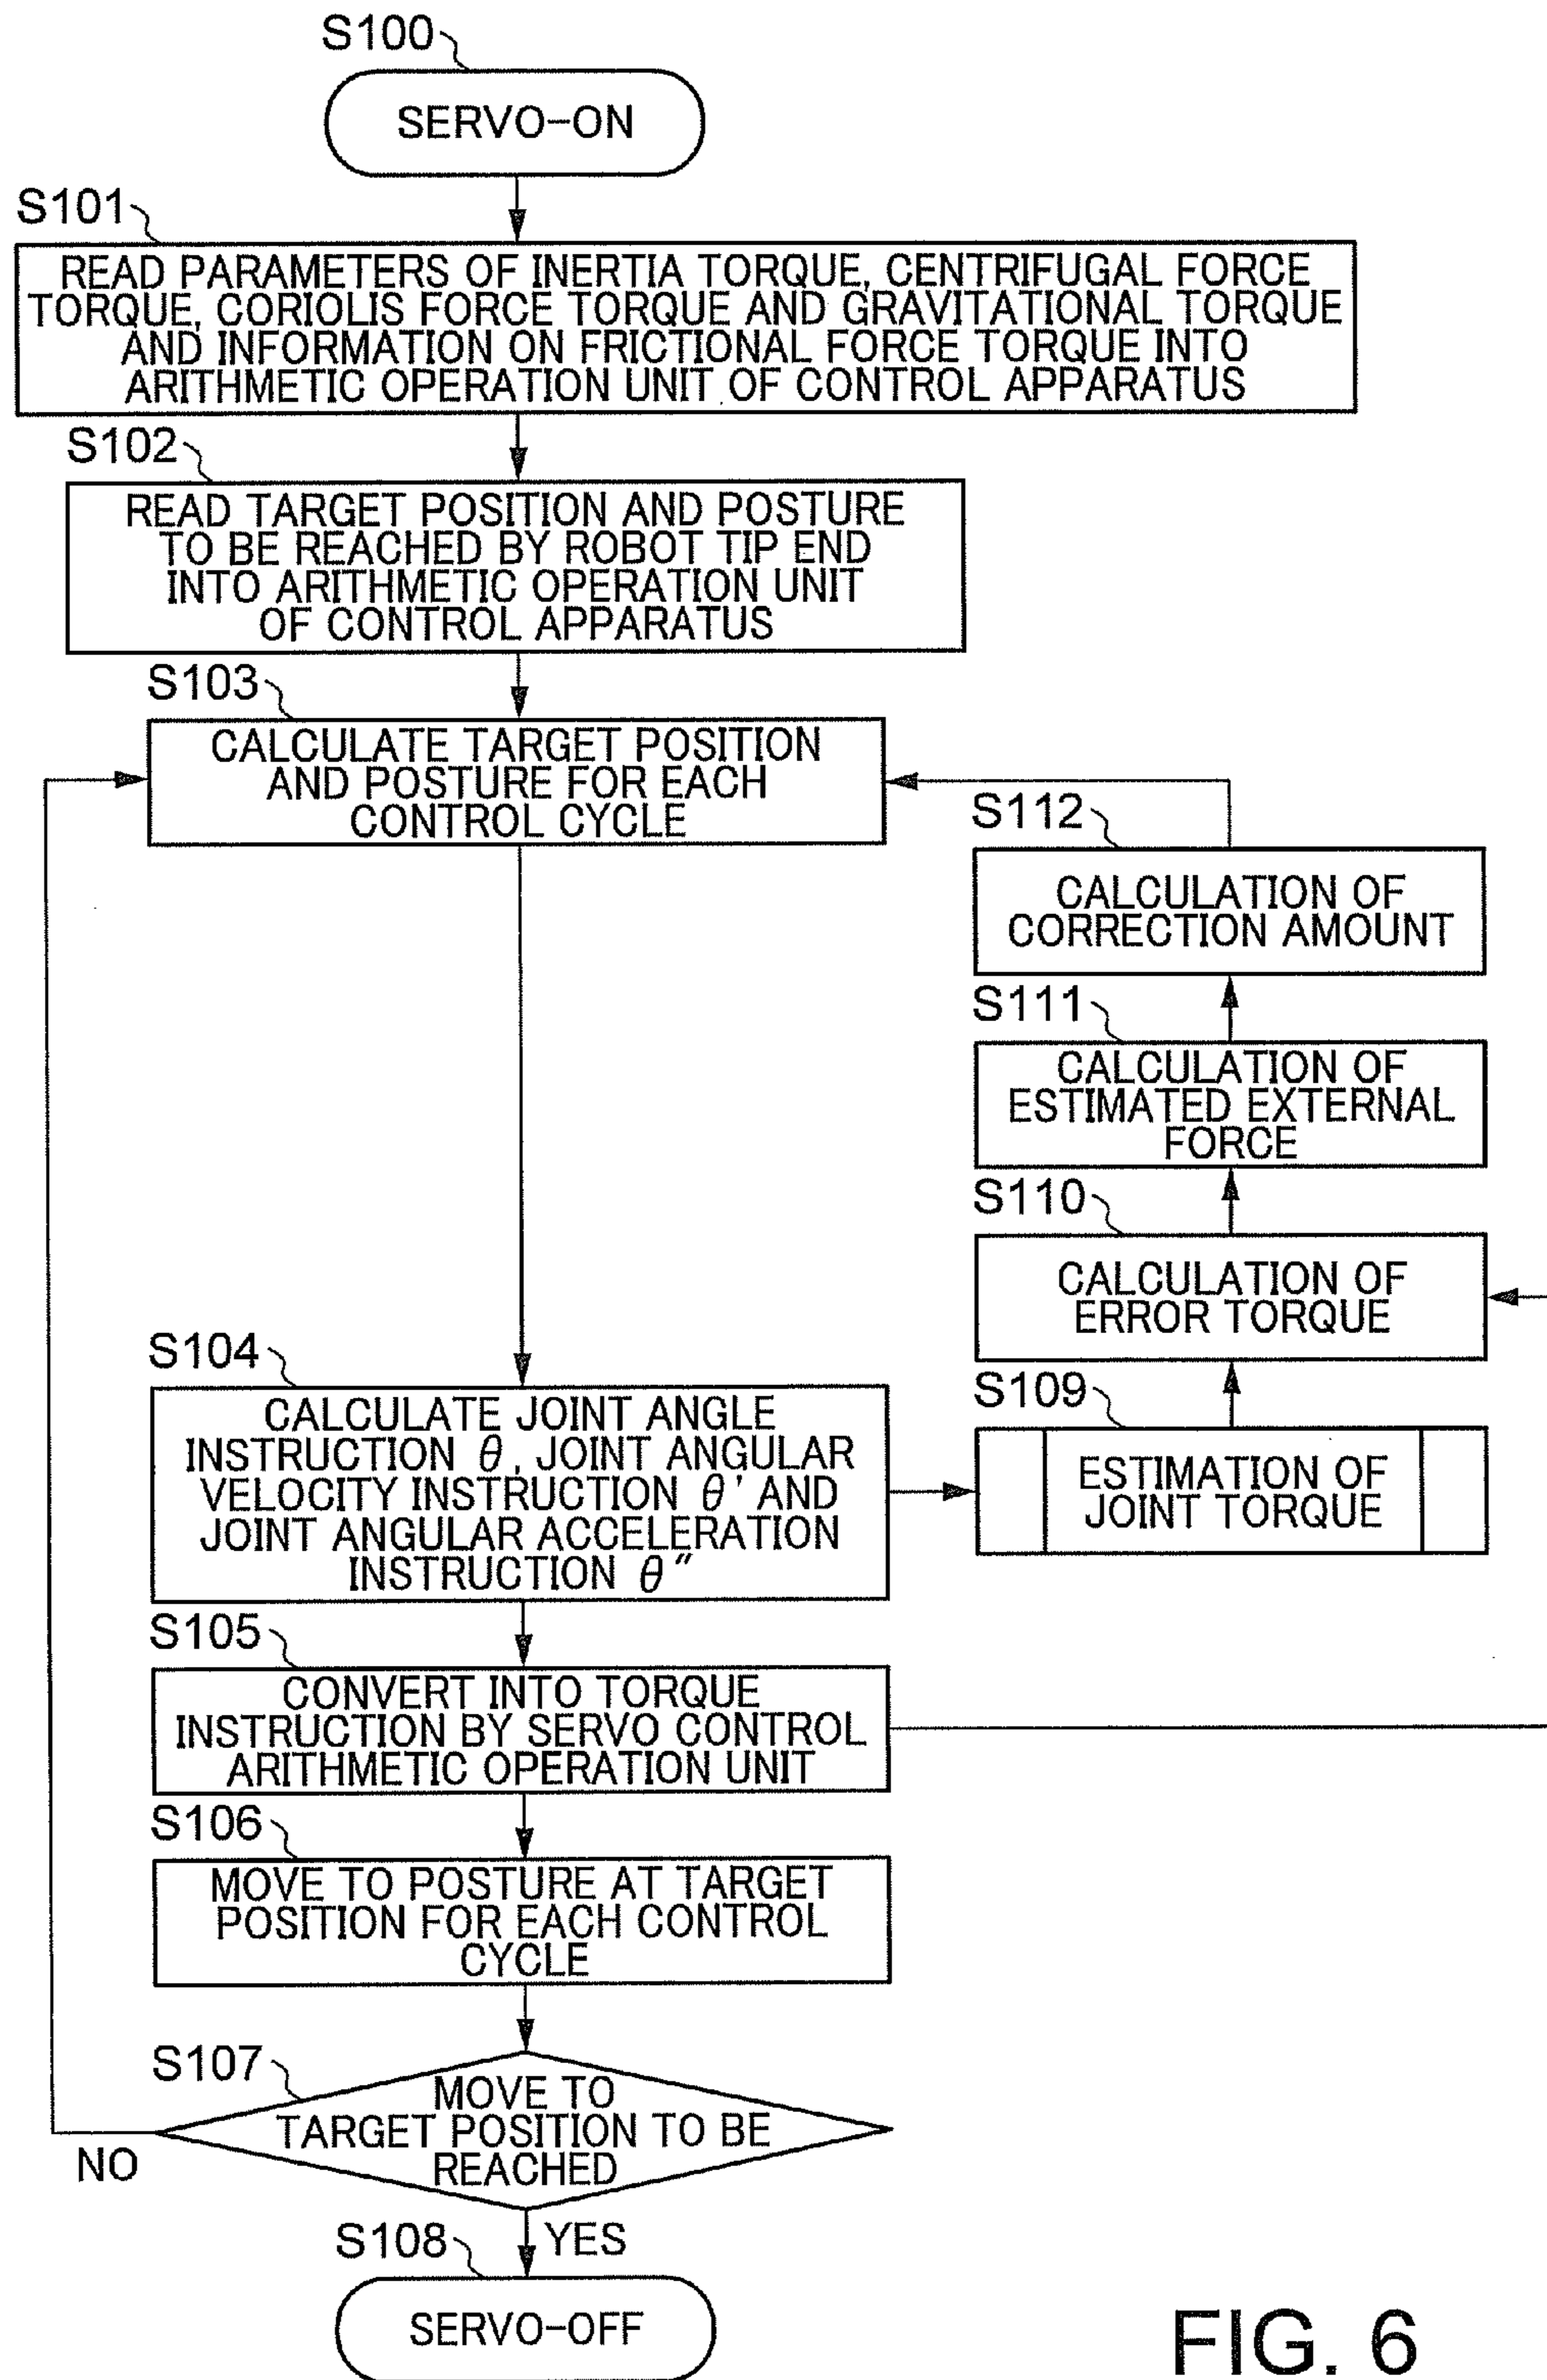 S100
SERVO-ON
S101
READ PARAMETERS OF INERTIA TORQUE, CENTRIFUGAL FORCE
TORQUE, CORIOLIS FORCE TORQUE AND GRAVITATIONAL TORQUE
AND INFORMATION ON FRICTIONAL FORCE TORQUE INTO
ARITHMETIC OPERATION UNIT OF CONTROL APPARATUS
S102
READ TARGET POSITION AND POSTURE
TO BE REACHED BY ROBOT TIP END
INTO ARITHMETIC OPERATION UNIT
OF CONTROL APPARATUS
S103
CALCULATE TARGET POSITION
AND POSTURE FOR EACH
CONTROL CYCLE
S112
CALCULATION OF
CORRECTION AMOUNT
S111
CALCULATION OF
ESTIMATED EXTERNAL
FORCE
S110
CALCULATION OF
ERROR TORQUE
S109
ESTIMATION OF
JOINT TORQUE
S104
CALCULATE JOINT ANGLE
INSTRUCTION θ, JOINT ANGULAR
VELOCITY INSTRUCTION θ' AND
JOINT ANGULAR ACCELERATION
INSTRUCTION θ″
S105
CONVERT INTO TORQUE
INSTRUCTION BY SERVO CONTROL
ARITHMETIC OPERATION UNIT
S106
MOVE TO POSTURE AT TARGET
POSITION FOR EACH CONTROL
CYCLE
S107
MOVE TO
TARGET POSITION TO BE
REACHED
NO
YES
S108
SERVO-OFF
FIG. 6